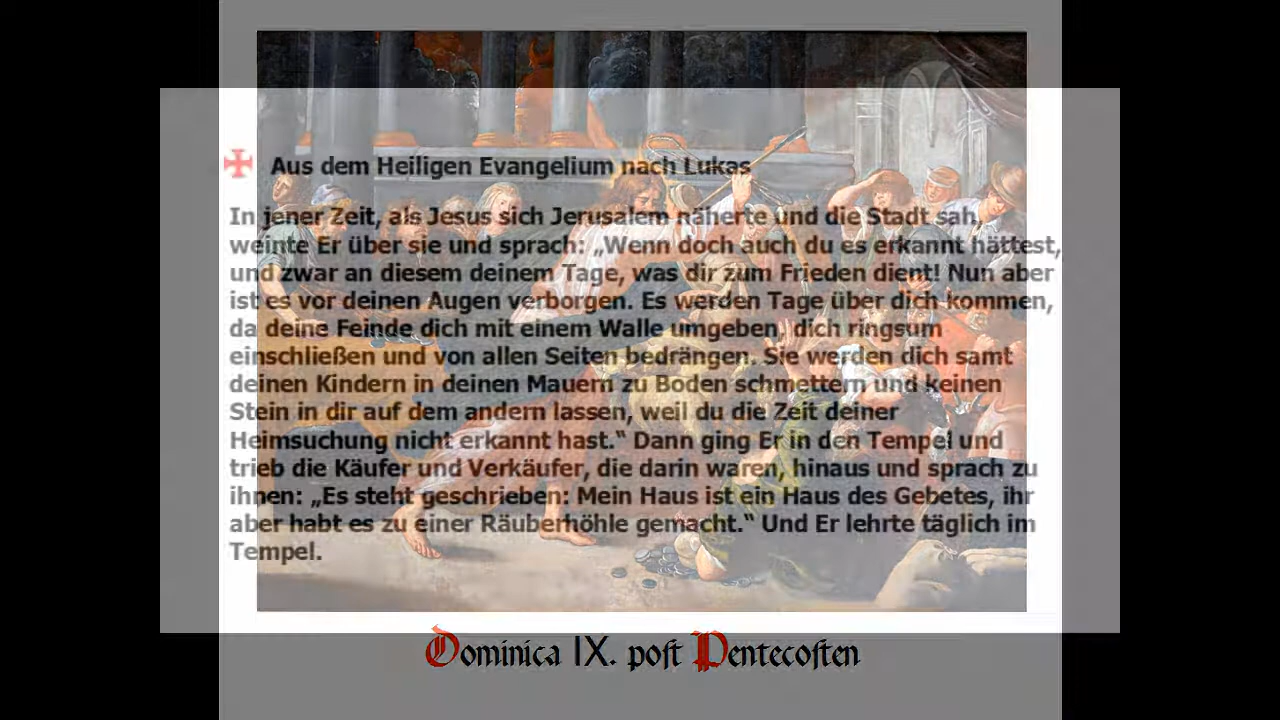 Aus dem Heiligen Evangelium nach Lukas
In jener Zeit, als Jesus sich Jerusalem näherte und die Stadt sah,
weinte Er über sie und sprach: „Wenn doch auch du es erkannt hättest,
und zwar an diesem deinem Tage, was dir zum Frieden dient! Nun aber
ist es vor deinen Augen verborgen. Es werden Tage über dich kommen,
da deine Feinde dich mit einem Walle umgeben, dich ringsum
einschließen und von allen Seiten bedrängen. Sie werden dich samt
deinen Kindern in deinen Mauern zu Boden schmettern und keinen
Stein in dir auf dem andern lassen, weil du die Zeit deiner
Heimsuchung nicht erkannt hast.“ Dann ging Er in den Tempel und
trieb die Käufer und Verkäufer, die darin waren, hinaus und sprach zu
ihnen: „Es steht geschrieben: Mein Haus ist ein Haus des Gebetes, ihr
aber habt es zu einer Räuberhöhle gemacht.“ Und Er lehrte täglich im
Tempel.
Dominica IX. poſt Pentecoſten